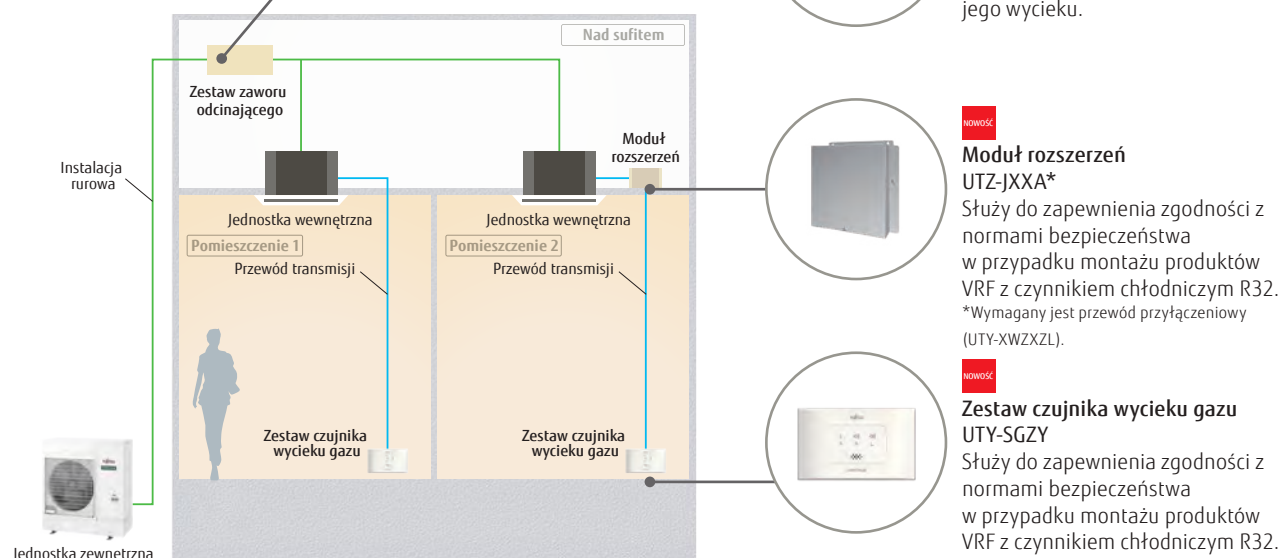 jego wycieku.
Nad sufitem
Zestaw zaworu
odcinającego
Moduł
rozszerzeń
Instalacja
rurowa
Jednostka wewnętrzna
Jednostka wewnętrzna
Pomieszczenie 1
Pomieszczenie 2
Przewód transmisji
Przewód transmisji
Zestaw czujnika
wycieku gazu
Zestaw czujnika
wycieku gazu
Jednostka zewnętrzna
NOWOŚĆ
Moduł rozszerzeń
UTZ-JXXA*
Służy do zapewnienia zgodności z
normami bezpieczeństwa
w przypadku montażu produktów
VRF z czynnikiem chłodniczym R32.
*Wymagany jest przewód przyłączeniowy
(UTY-XWZXZL).
NOWOŚĆ
Zestaw czujnika wycieku gazu
UTY-SGZY
Służy do zapewnienia zgodności z
normami bezpieczeństwa
w przypadku montażu produktów
VRF z czynnikiem chłodniczym R32.